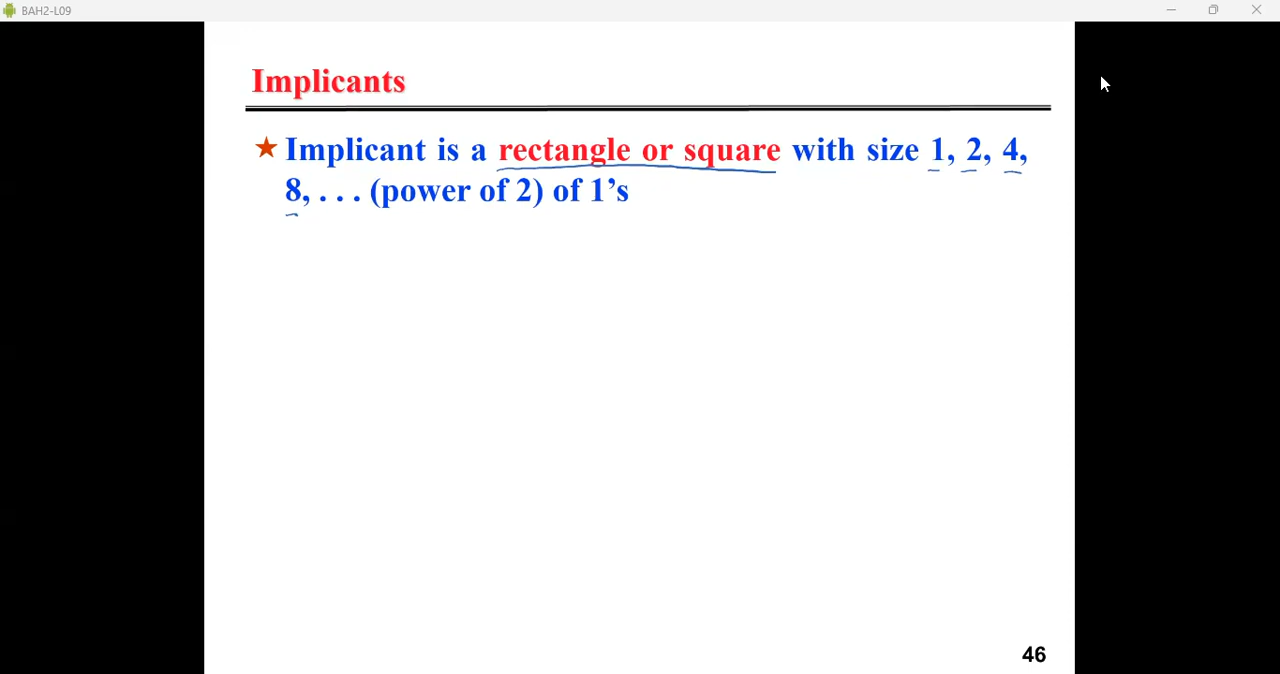 BAH2-L09
Implicants
★ Implicant is a rectangle or square with size 1, 2, 4,
8, . . . (power of 2) of 1’s
46